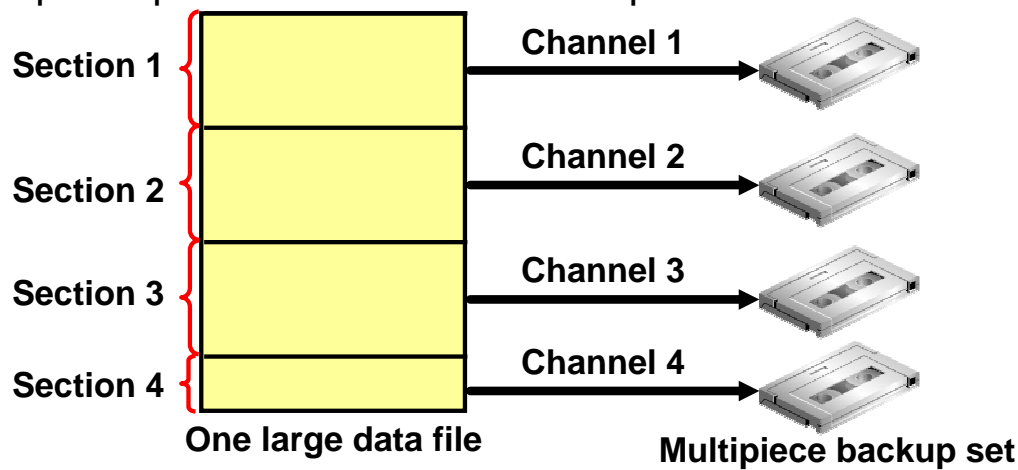 Section 1
Channel 1
Section 2
Channel 2
Section 3
Channel 3
Section 4
Channel 4
One large data file
Multipiece backup set